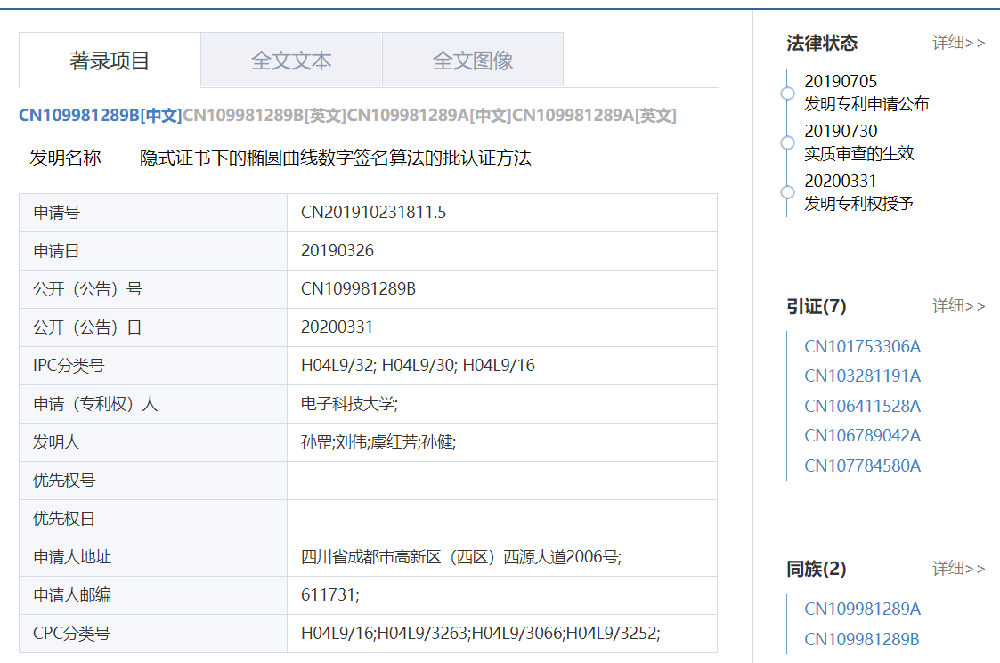 著录项目 全文文本 全文图像
CN109981289B[中文]CN109981289B[英文]CN109981289A[中文]CN109981289A[英文]
发明名称 --- 隐式证书下的椭圆曲线数字签名算法的批认证方法
申请号 CN201910231811.5
申请日 20190326
公开（公告）号 CN109981289B
公开（公告）日 20200331
IPC分类号 H04L9/32; H04L9/30; H04L9/16
申请（专利权）人 电子科技大学;
发明人 孙罡;刘伟;虞红芳;孙健;
优先权号
优先权日
申请人地址 四川省成都市高新区（西区）西源大道2006号;
申请人邮编 611731;
CPC分类号 H04L9/16;H04L9/3263;H04L9/3066;H04L9/3252;
法律状态 详细>>
20190705
发明专利申请公布
20190730
实质审查的生效
20200331
发明专利权授予
引证(7) 详细>>
CN101753306A
CN103281191A
CN106411528A
CN106789042A
CN107784580A
同族(2) 详细>>
CN109981289A
CN109981289B